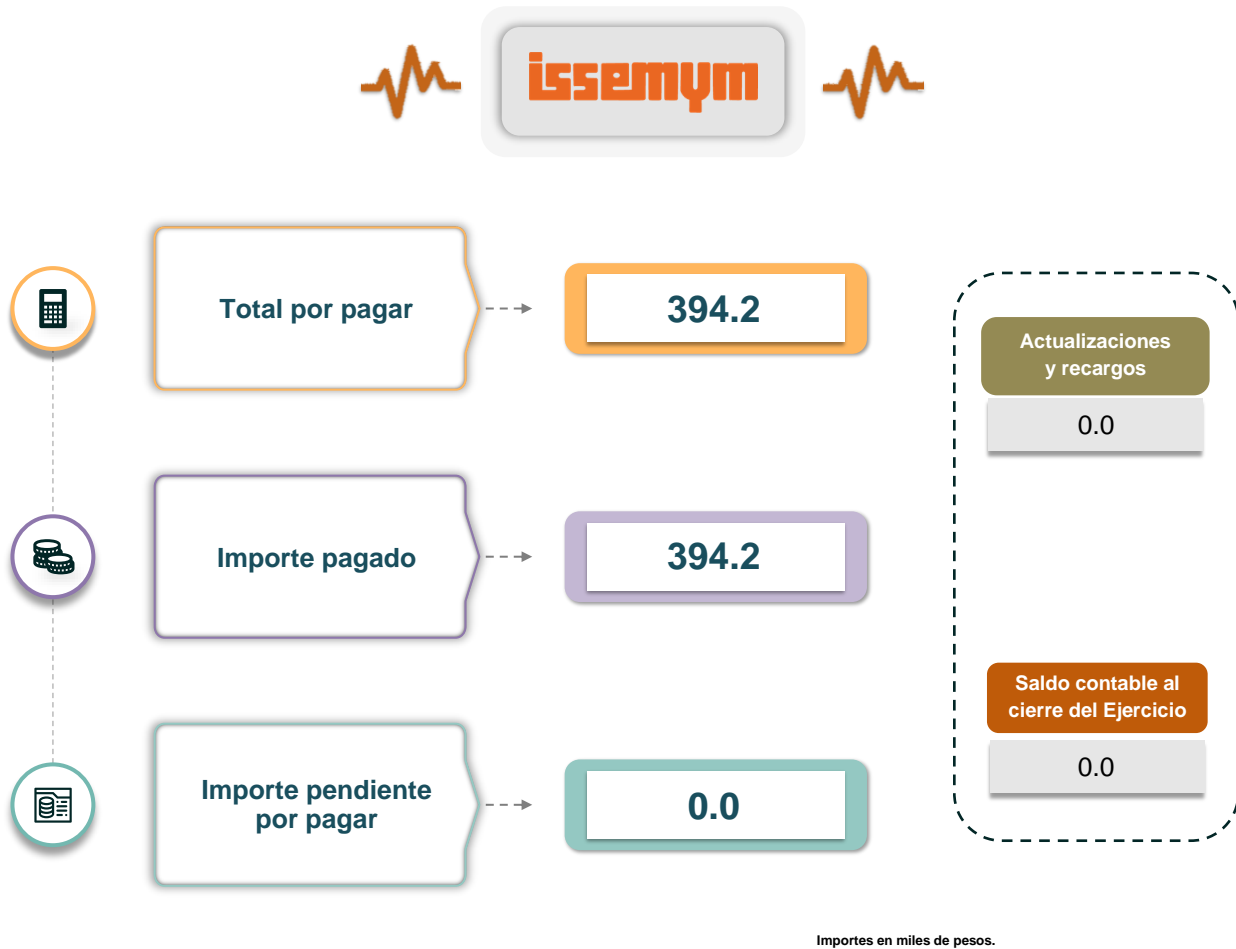 issemym
Total por pagar
394.2
Importe pagado
394.2
Importe pendiente
por pagar
0.0
Actualizaciones
y recargos
0.0
Saldo contable al
cierre del Ejercicio
0.0
Importes en miles de pesos.